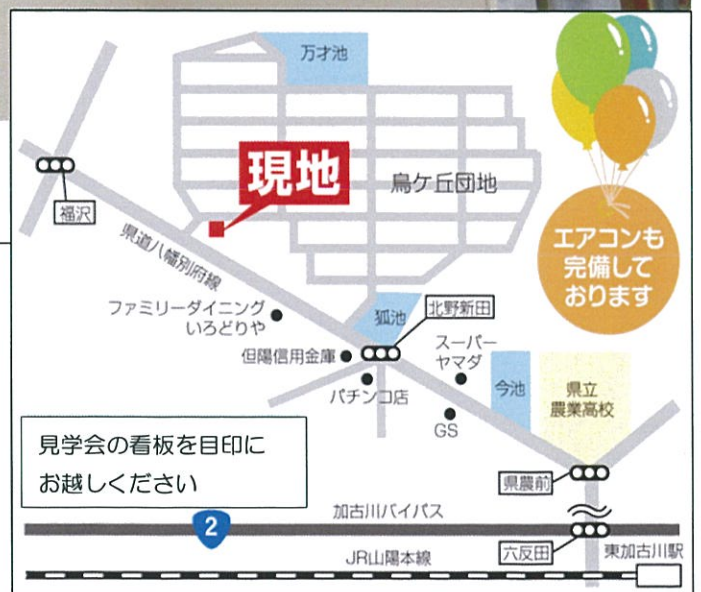 万才池
現地
鳥ケ丘団地
福沢
県道八幡別府線
エアコンも
完備して
おります
ファミリーダイニング
いろどりや
狐池
北野新田
但陽信用金庫
スーパー
ヤマダ
パチンコ店
今池
県立
農業高校
GS
見学会の看板を目印に
お越しください
県農前
加古川バイパス
2
六反田
東加古川駅
JR山陽本線